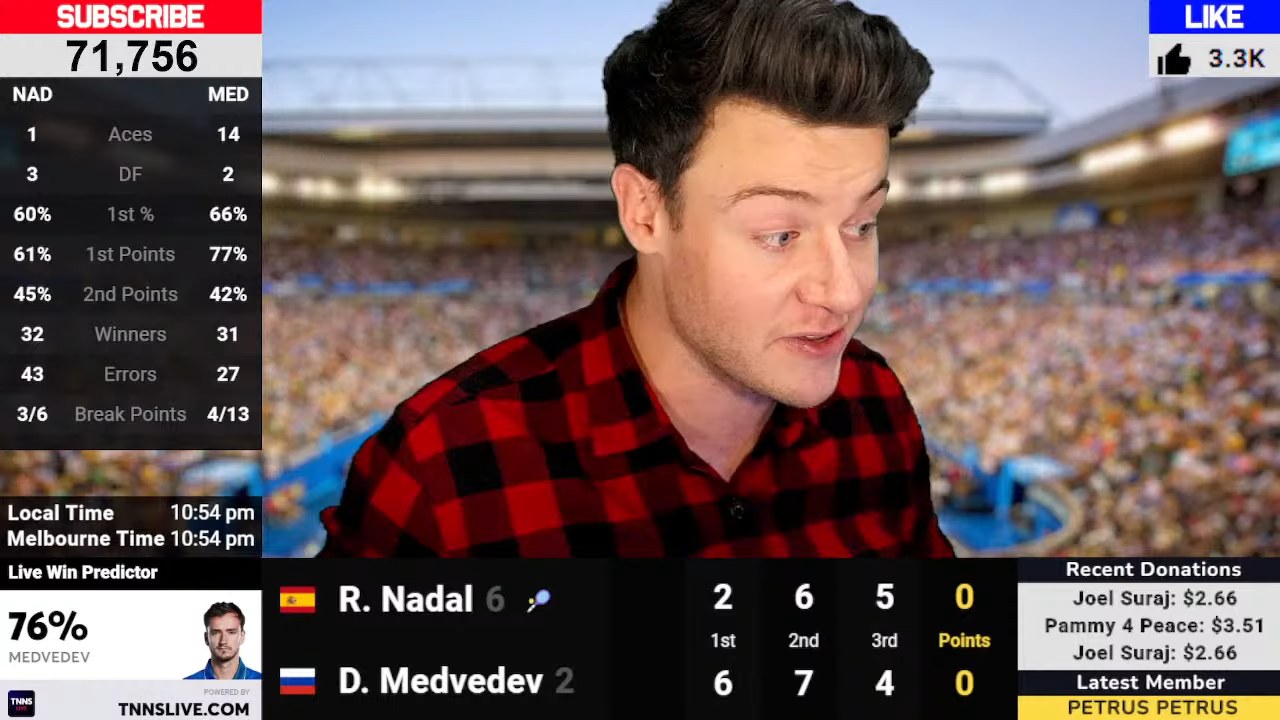 SUBSCRIBE
71,756
NAD MED
1 Aces 14
3 DF 2
60% 1st % 66%
61% 1st Points 77%
45% 2nd Points 42%
32 Winners 31
43 Errors 27
3/6 Break Points 4/13
Local Time 10:54 pm
Melbourne Time 10:54 pm
Live Win Predictor
76%
MEDVEDEV
TNNS
LIVE
POWERED BY
TNNSLIVE.COM
LIKE
3.3K
R. Nadal 6 2 6 5 0
1st 2nd 3rd Points
D. Medvedev 2 6 7 4 0
Recent Donations
Joel Suraj: $2.66
Pammy 4 Peace: $3.51
Joel Suraj: $2.66
Latest Member
PETRUS PETRUS